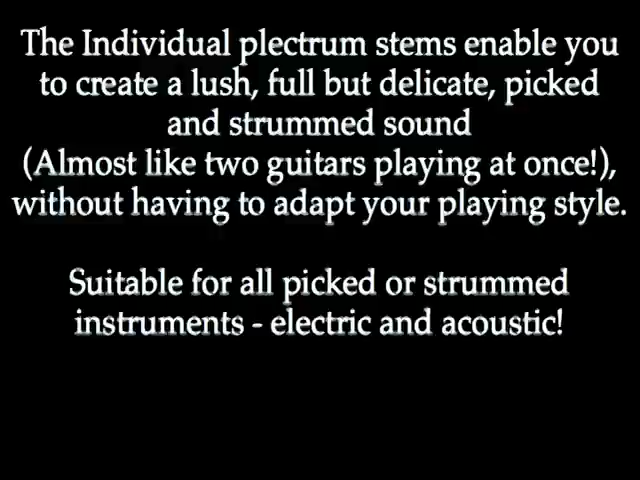 The Individual plectrum stems enable you
to create a lush, full but delicate, picked
and strummed sound
(Almost like two guitars playing at once!),
without having to adapt your playing style.
Suitable for all picked or strummed
instruments - electric and acoustic!